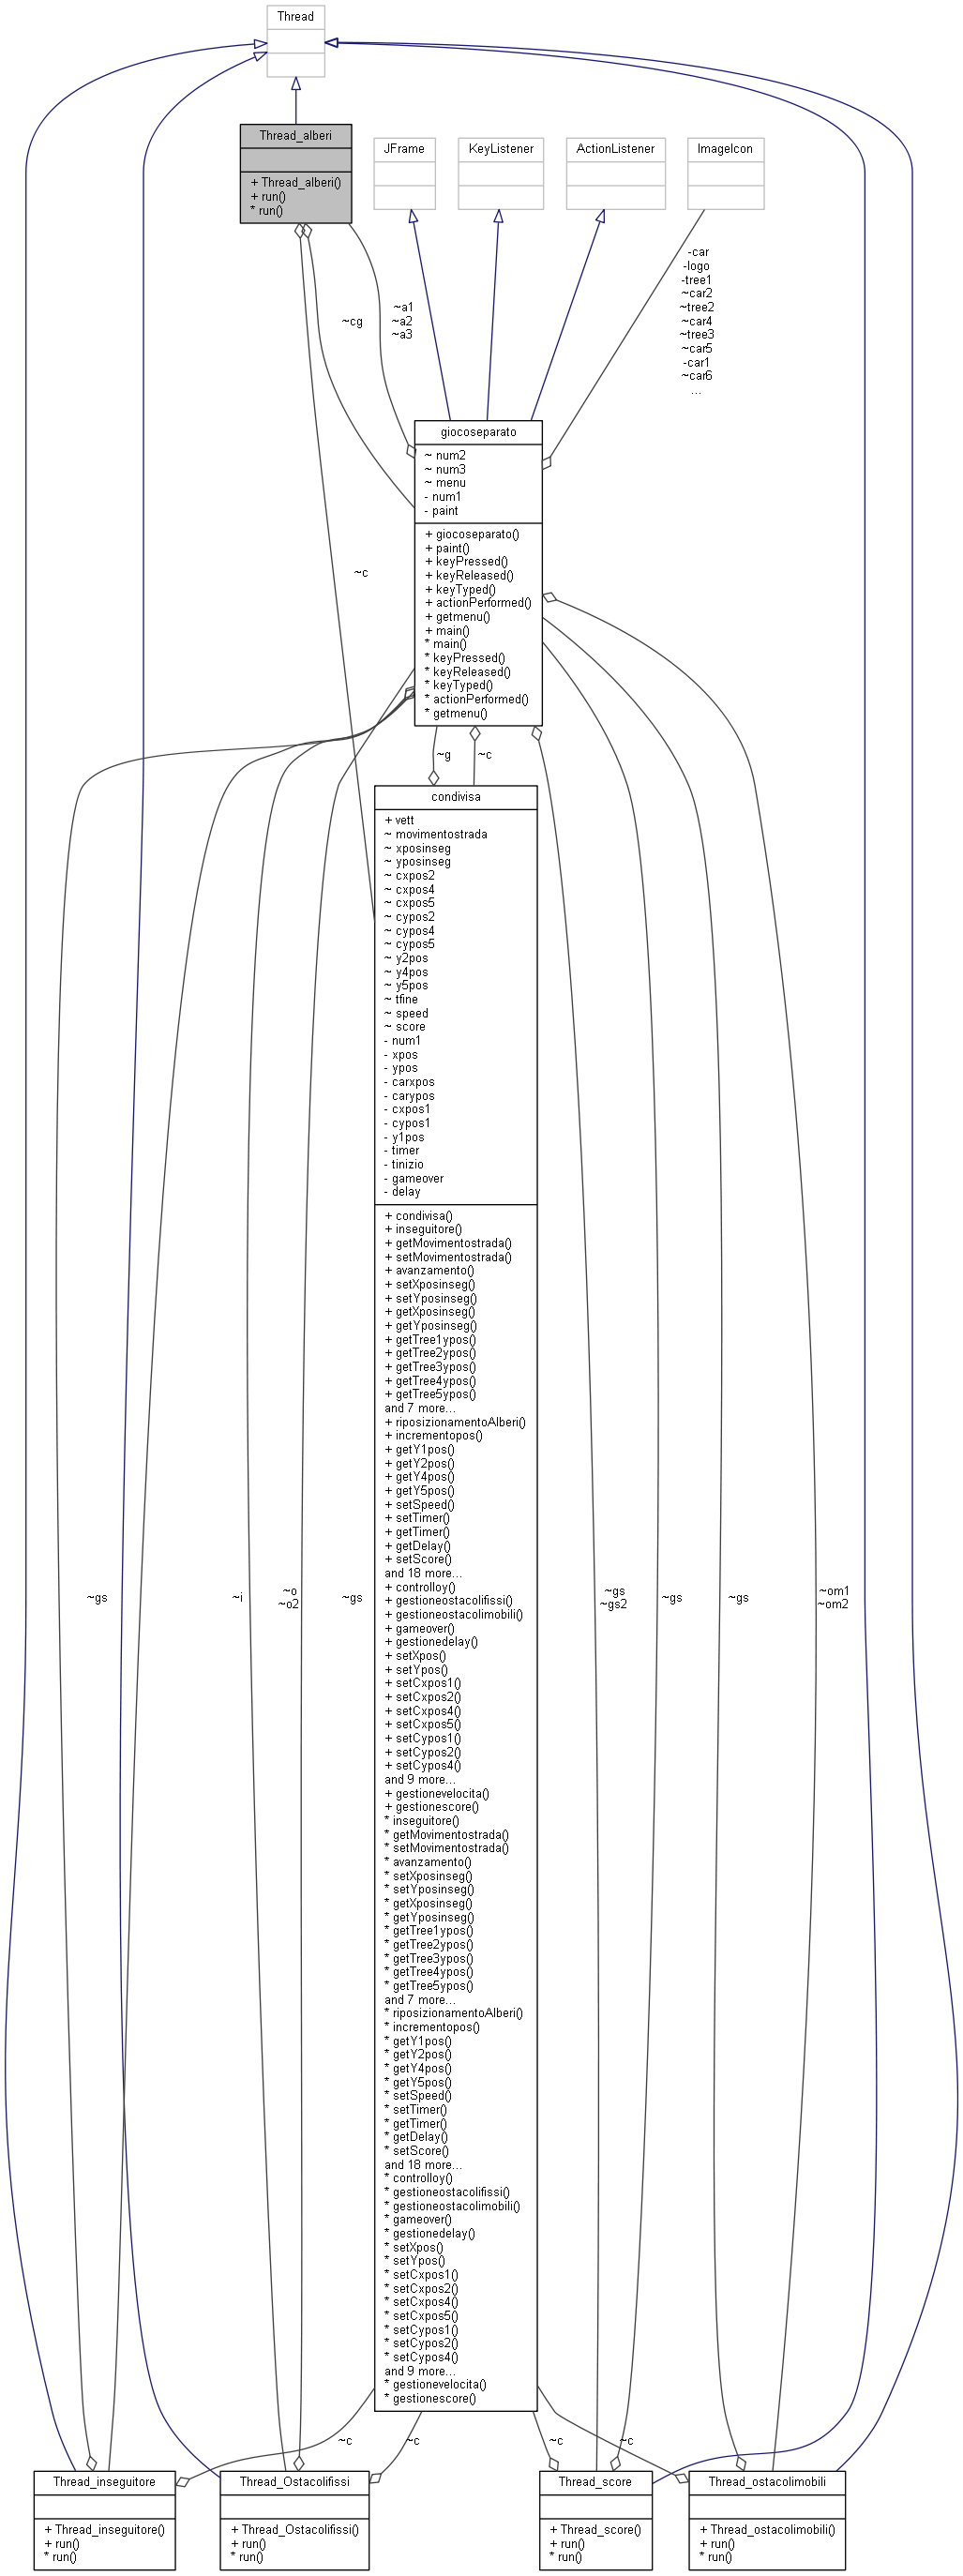 Thread
Thread_alberi
+ Thread_alberi()
+ run()
* run()
JFrame
KeyListener
ActionListener
ImageIcon
-car
-logo
-tree1
~car2
~tree2
~car4
~tree3
~car5
-car1
~car6
...
~a1
~a2
~a3
~cg
~c
giocoseparato
~ num2
~ num3
~ menu
- num1
- paint
+ giocoseparato()
+ paint()
+ keyPressed()
+ keyReleased()
+ keyTyped()
+ actionPerformed()
+ getmenu()
+ main()
* main()
* keyPressed()
* keyReleased()
* keyTyped()
* actionPerformed()
* getmenu()
~g
~c
condivisa
+ vett
~ movimentostrada
~ xposinseg
~ yposinseg
~ cxpos2
~ cxpos4
~ cxpos5
~ cypos2
~ cypos4
~ cypos5
~ y2pos
~ y4pos
~ y5pos
~ tfine
~ speed
~ score
- num1
- xpos
- ypos
- carxpos
- carypos
- cxpos1
- cypos1
- y1pos
- timer
- tinizio
- gameover
- delay
+ condivisa()
+ inseguitore()
+ getMovimentostrada()
+ setMovimentostrada()
+ avanzamento()
+ setXposinseg()
+ setYposinseg()
+ getXposinseg()
+ getYposinseg()
+ getTree1ypos()
+ getTree2ypos()
+ getTree3ypos()
+ getTree4ypos()
+ getTree5ypos()
and 7 more...
+ riposizionamentoAlberi()
+ incrementopos()
+ getY1pos()
+ getY2pos()
+ getY4pos()
+ getY5pos()
+ setSpeed()
+ setTimer()
+ getTimer()
+ getDelay()
+ setScore()
and 18 more...
+ controlloy()
+ gestioneostacolifissi()
+ gestioneostacolimobili()
+ gameover()
+ gestionedelay()
+ setXpos()
+ setYpos()
+ setCxpos1()
+ setCxpos2()
+ setCxpos4()
+ setCxpos5()
+ setCypos1()
+ setCypos2()
+ setCypos4()
and 9 more...
+ gestionevelocita()
+ gestionescore()
* inseguitore()
* getMovimentostrada()
* setMovimentostrada()
* avanzamento()
* setXposinseg()
* setYposinseg()
* getXposinseg()
* getYposinseg()
* getTree1ypos()
* getTree2ypos()
* getTree3ypos()
* getTree4ypos()
* getTree5ypos()
and 7 more...
* riposizionamentoAlberi()
* incrementopos()
* getY1pos()
* getY2pos()
* getY4pos()
* getY5pos()
* setSpeed()
* setTimer()
* getTimer()
* getDelay()
* setScore()
and 18 more...
* controlloy()
* gestioneostacolifissi()
* gestioneostacolimobili()
* gameover()
* gestionedelay()
* setXpos()
* setYpos()
* setCxpos1()
* setCxpos2()
* setCxpos4()
* setCxpos5()
* setCypos1()
* setCypos2()
* setCypos4()
and 9 more...
* gestionevelocita()
* gestionescore()
~gs
~i
~o
~o2
~gs
~gs
~gs2
~gs
~gs
~om1
~om2
~c
~c
~c
~c
Thread_inseguitore
+ Thread_inseguitore()
+ run()
* run()
Thread_Ostacolifissi
+ Thread_Ostacolifissi()
+ run()
* run()
Thread_score
+ Thread_score()
+ run()
* run()
Thread_ostacolimobili
+ Thread_ostacolimobili()
+ run()
* run()